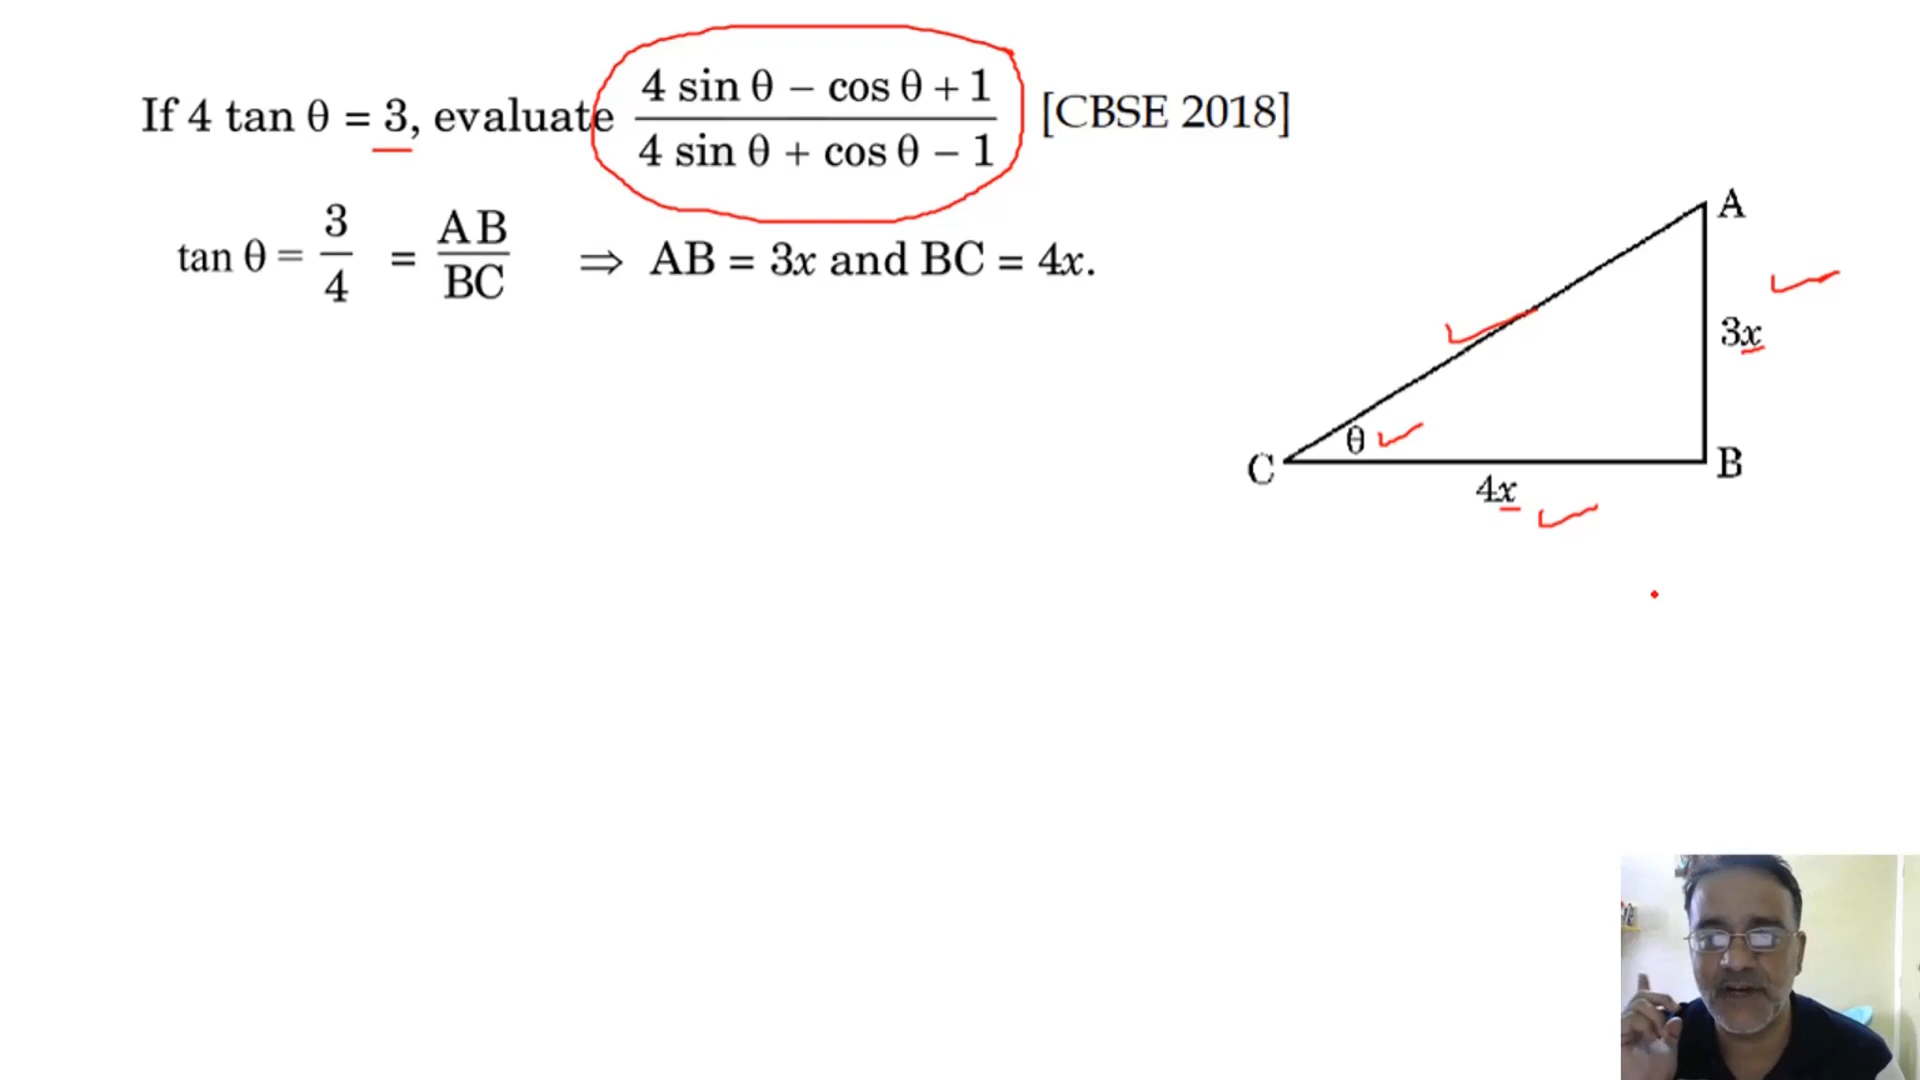 If 4 tan θ = 3, evaluate (4 sin θ − cos θ + 1)/(4 sin θ + cos θ − 1) [CBSE 2018]
tan θ = 3/4 = AB/BC ⇒ AB = 3x and BC = 4x.
A
3x
θ
C
B
4x